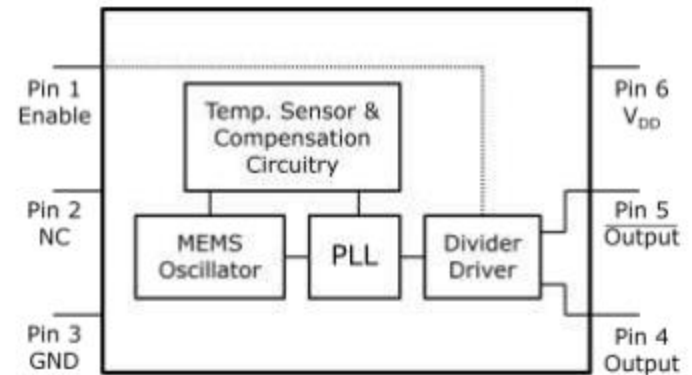 Pin 1
Enable
Pin 2
NC
Pin 3
GND
Temp. Sensor &
Compensation
Circuitry
MEMS
Oscillator
PLL
Divider
Driver
Pin 6
VDD
Pin 5
Output
Pin 4
Output